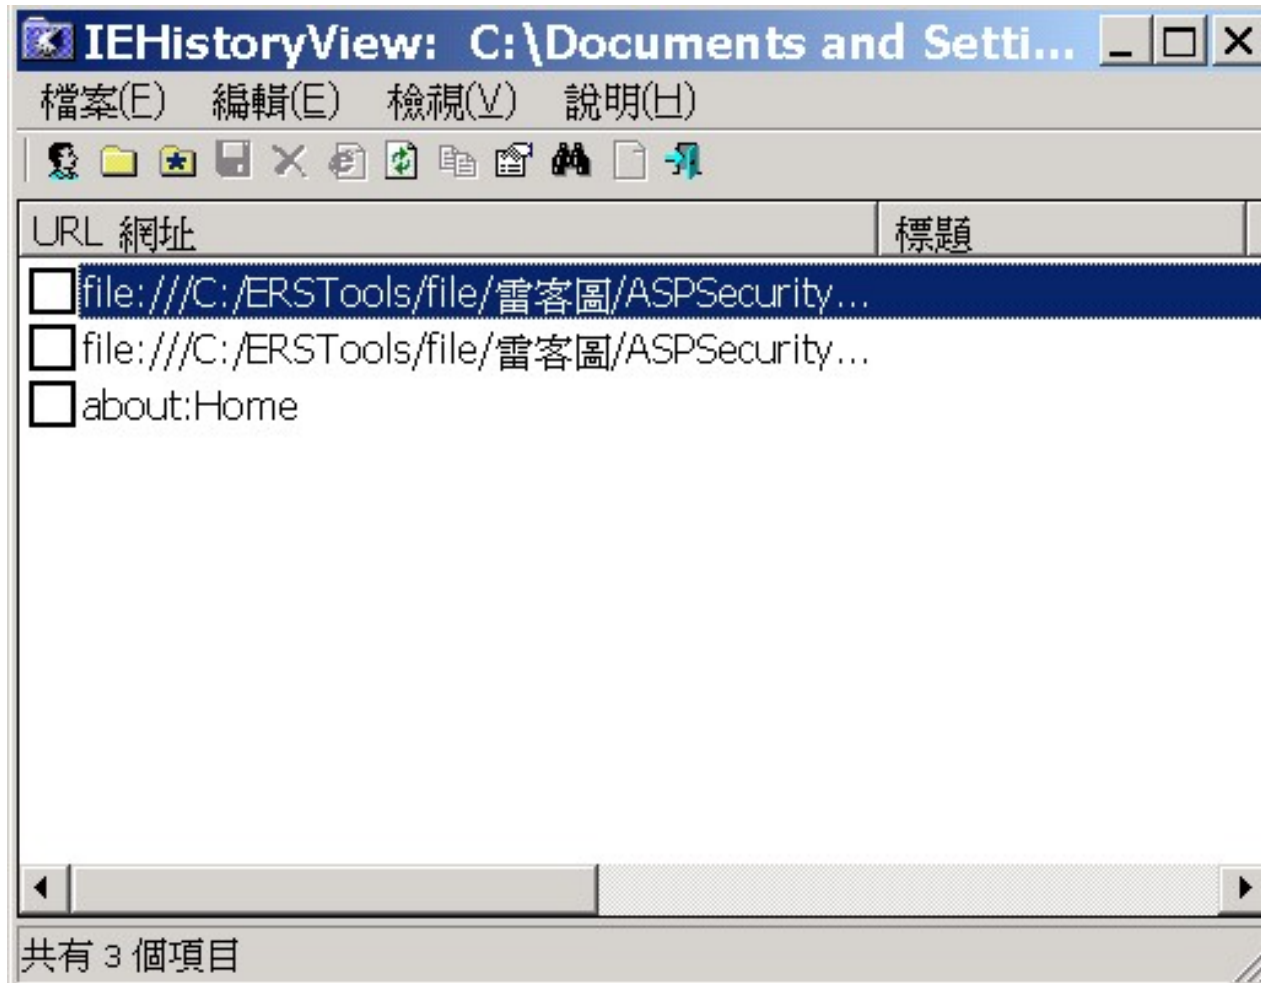 IEHistoryView: C:\Documents and Setti...
檔案(F) 編輯(E) 檢視(V) 說明(H)
URL 網址 標題
file:///C:/ERSTools/file/雷客圖/ASPSecurity...
file:///C:/ERSTools/file/雷客圖/ASPSecurity...
about:Home
共有 3 個項目